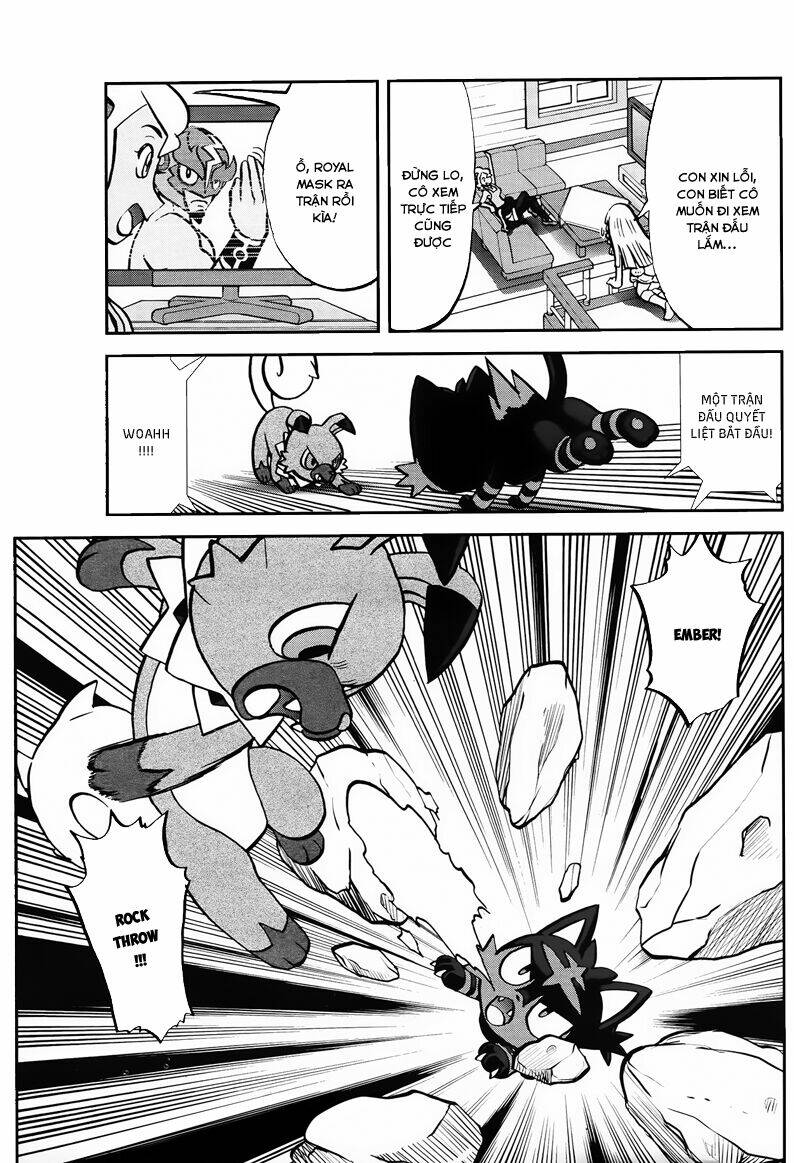 CON XIN LỖI,
CON BIẾT CÔ
MUỐN ĐI XEM
TRẬN ĐẤU
LẮM...
ĐỪNG LO,
CÔ XEM
TRỰC TIẾP
CŨNG
ĐƯỢC
Ồ, ROYAL
MASK RA
TRẬN RỒI
KÌA!
MỘT TRẬN
ĐẤU QUYẾT
LIỆT BẮT ĐẦU!
WOAHH
!!!!
EMBER!
ROCK
THROW
!!!